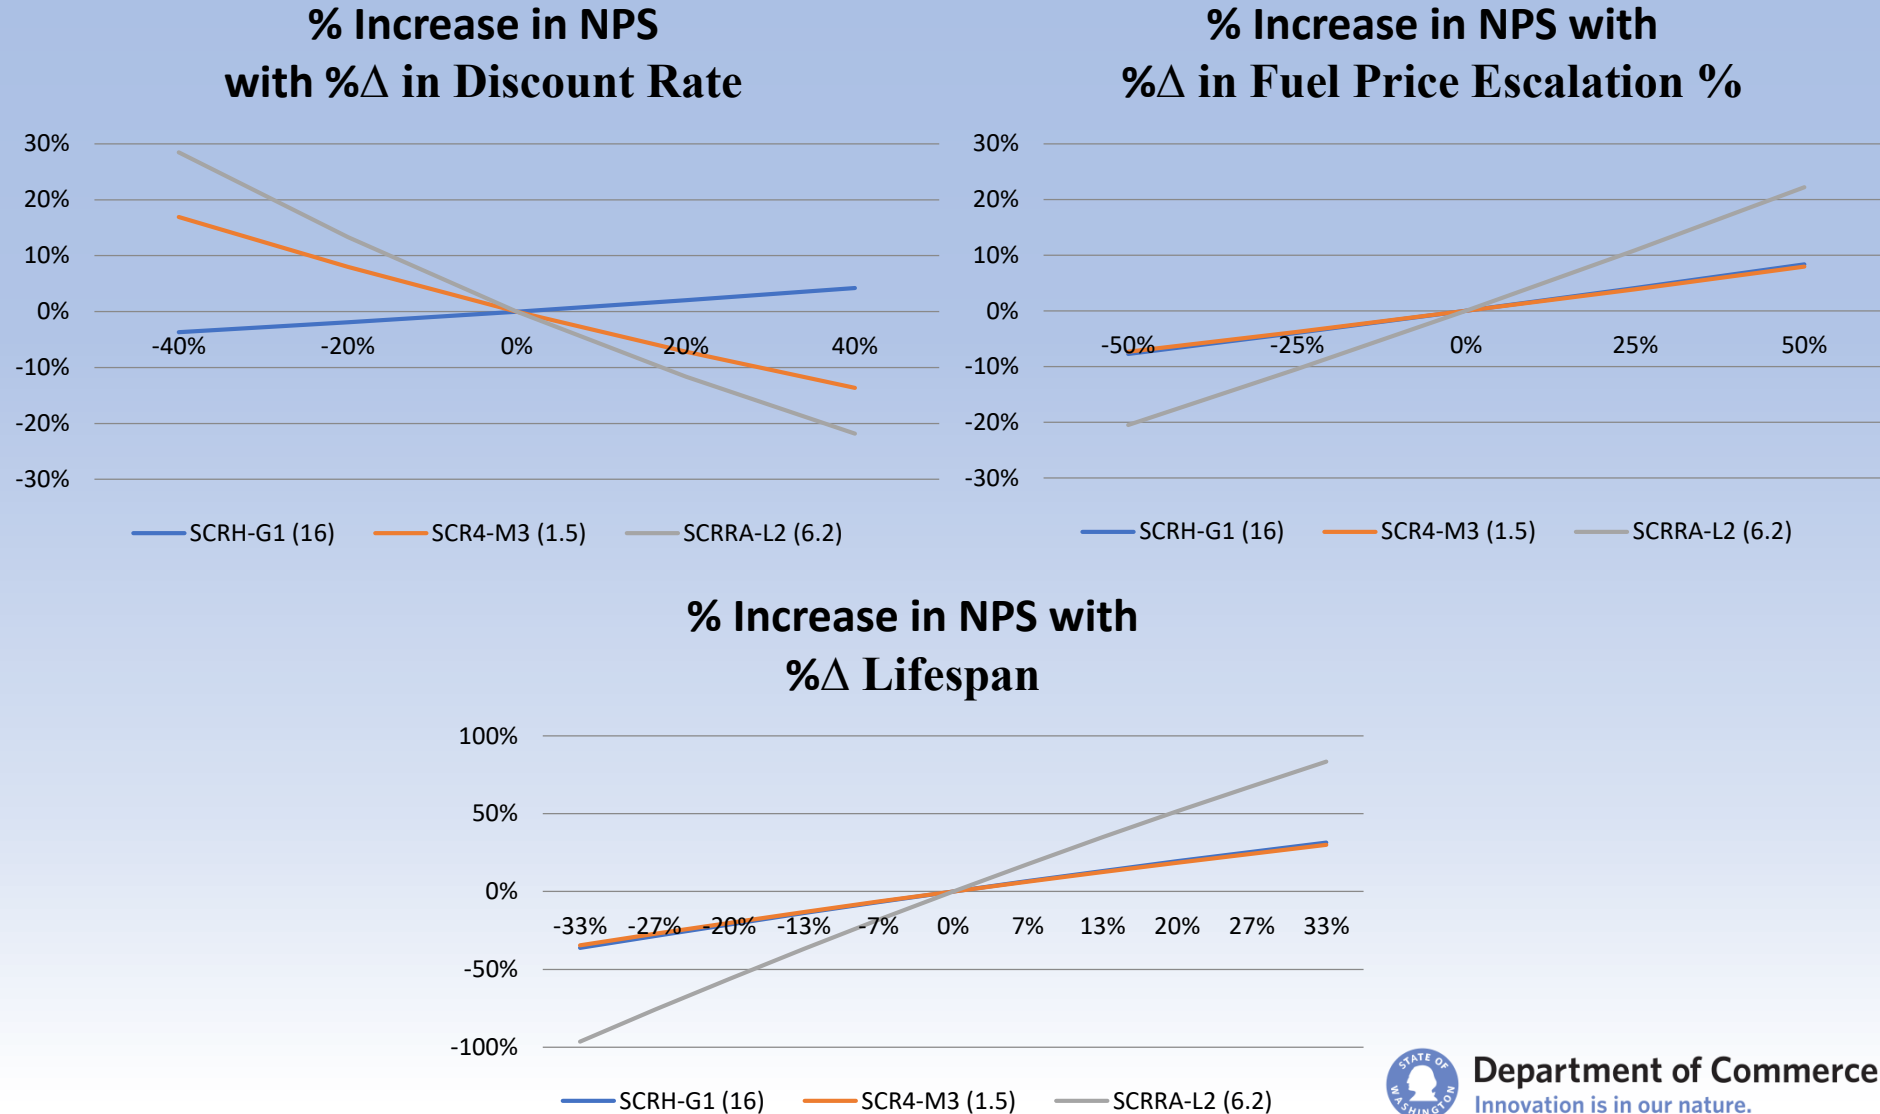 % Increase in NPS
with %Δ in Discount Rate
30%
20%
10%
0%
-10%
-20%
-30%
-40%
-20%
0%
20%
40%
SCRH-G1 (16)
SCR4-M3 (1.5)
SCRRA-L2 (6.2)
% Increase in NPS with
%Δ in Fuel Price Escalation %
30%
20%
10%
0%
-10%
-20%
-30%
-50%
-25%
0%
25%
50%
SCRH-G1 (16)
SCR4-M3 (1.5)
SCRRA-L2 (6.2)
% Increase in NPS with
%Δ Lifespan
100%
50%
0%
-50%
-100%
-33%
-27%
-20%
-13%
-7%
0%
7%
13%
20%
27%
33%
SCRH-G1 (16)
SCR4-M3 (1.5)
SCRRA-L2 (6.2)
STATE OF
WASHINGTON
Department of Commerce
Innovation is in our nature.